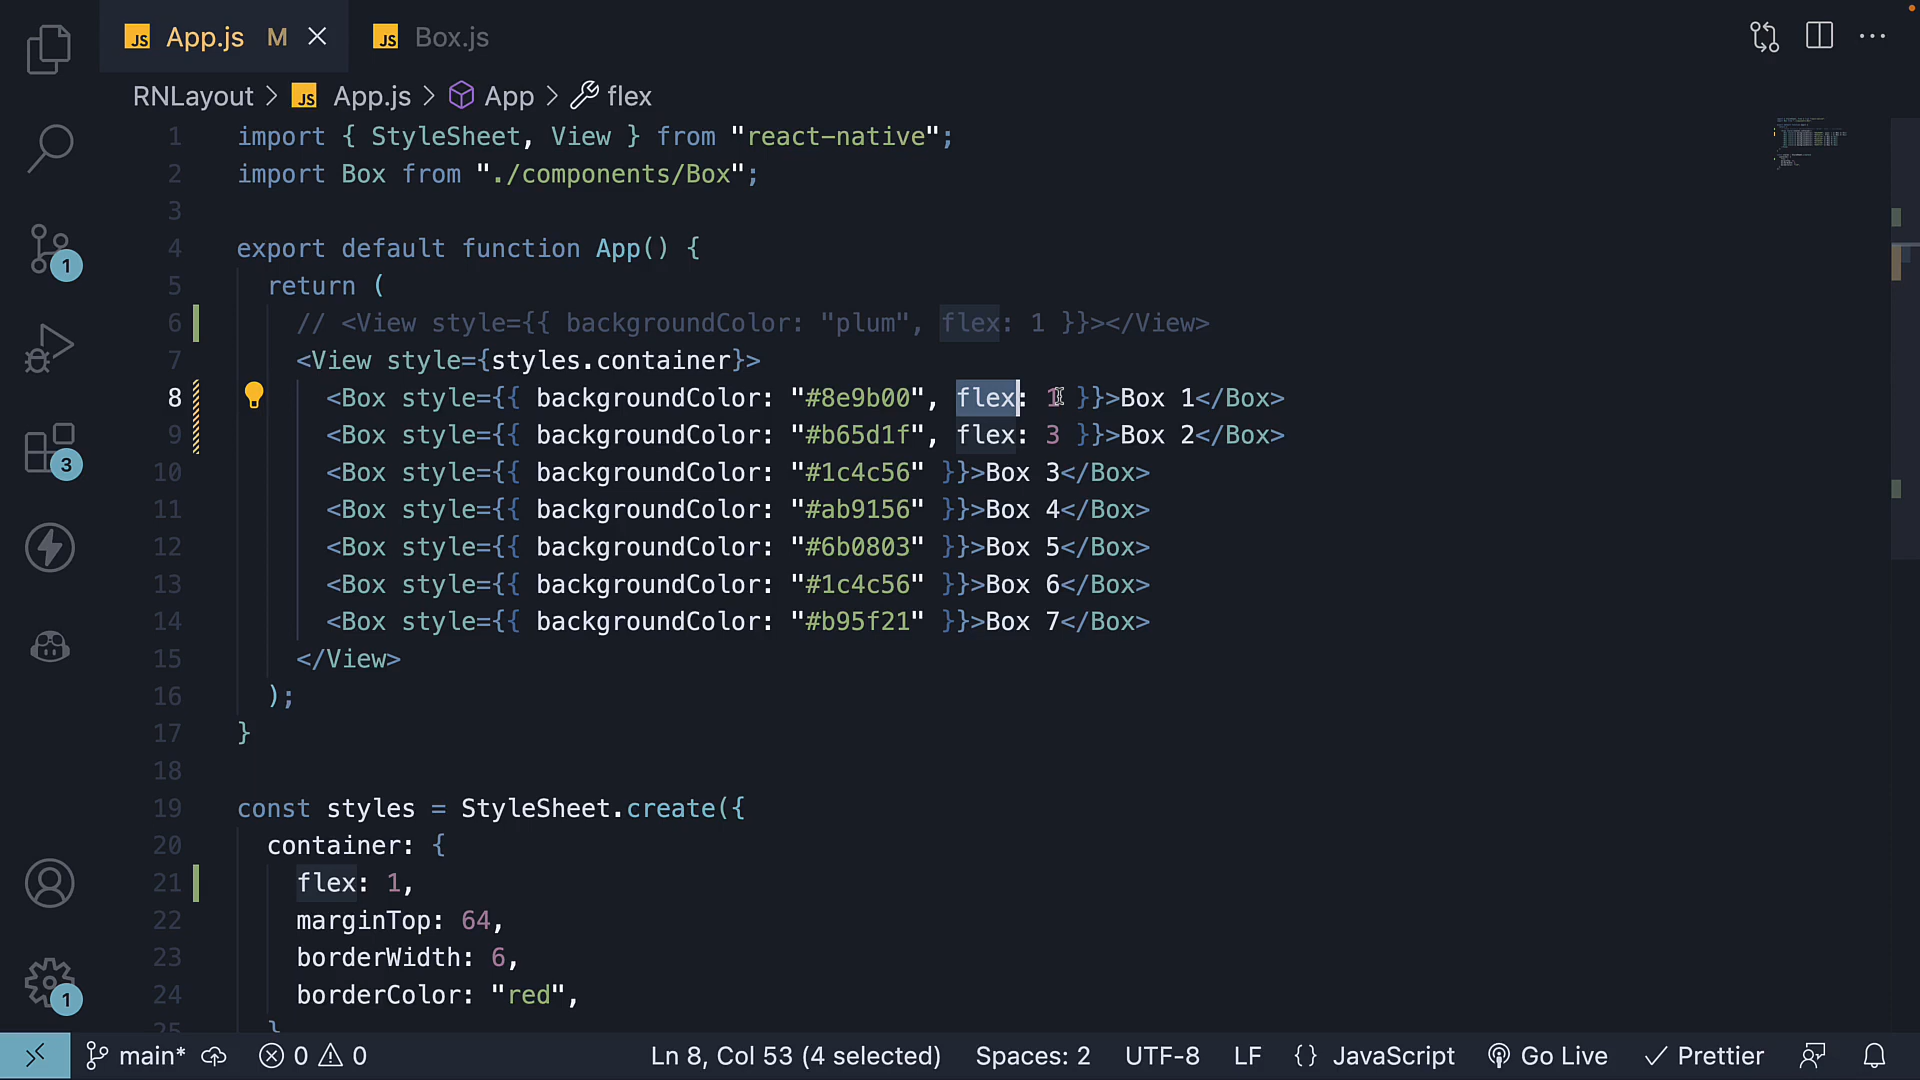 JS App.js M
JS Box.js
RNLayout > JS App.js > App > flex
1 import { StyleSheet, View } from "react-native";
2 import Box from "./components/Box";
3
4 export default function App() {
5 return (
6 // <View style={{ backgroundColor: "plum", flex: 1 }}></View>
7 <View style={styles.container}>
8 <Box style={{ backgroundColor: "#8e9b00", flex: 1 }}>Box 1</Box>
9 <Box style={{ backgroundColor: "#b65d1f", flex: 3 }}>Box 2</Box>
10 <Box style={{ backgroundColor: "#1c4c56" }}>Box 3</Box>
11 <Box style={{ backgroundColor: "#ab9156" }}>Box 4</Box>
12 <Box style={{ backgroundColor: "#6b0803" }}>Box 5</Box>
13 <Box style={{ backgroundColor: "#1c4c56" }}>Box 6</Box>
14 <Box style={{ backgroundColor: "#b95f21" }}>Box 7</Box>
15 </View>
16 );
17 }
18
19 const styles = StyleSheet.create({
20 container: {
21 flex: 1,
22 marginTop: 64,
23 borderWidth: 6,
24 borderColor: "red",
25 }
1
3
1
main* 0 0 Ln 8, Col 53 (4 selected) Spaces: 2 UTF-8 LF {} JavaScript Go Live Prettier